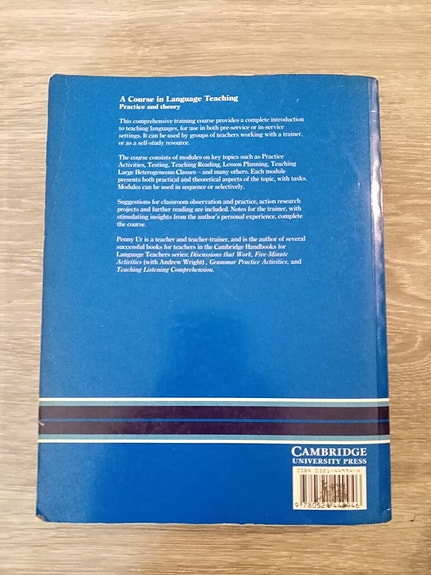 A Course in Language Teaching
Practice and theory
This comprehensive training course provides a complete introduction
to teaching languages, for use in both pre-service or in-service
settings. It can be used by groups of teachers working with a trainer,
or as a self-study resource.
The course consists of modules on key topics such as Practice
Activities, Testing, Teaching Reading, Lesson Planning, Teaching
Large Heterogeneous Classes – and many others. Each module
presents both practical and theoretical aspects of the topic, with tasks.
Modules can be used in sequence or selectively.
Suggestions for classroom observation and practice, action research
projects and further reading are included. Notes for the trainer, with
stimulating insights from the author's personal experience, complete
the course.
Penny Ur is a teacher and teacher-trainer, and is the author of several
successful books for teachers in the Cambridge Handbooks for
Language Teachers series: Discussions that Work, Five-Minute
Activities (with Andrew Wright), Grammar Practice Activities, and
Teaching Listening Comprehension.
CAMBRIDGE
UNIVERSITY PRESS
ISBN 0-521-44994-4
9 780521 449946